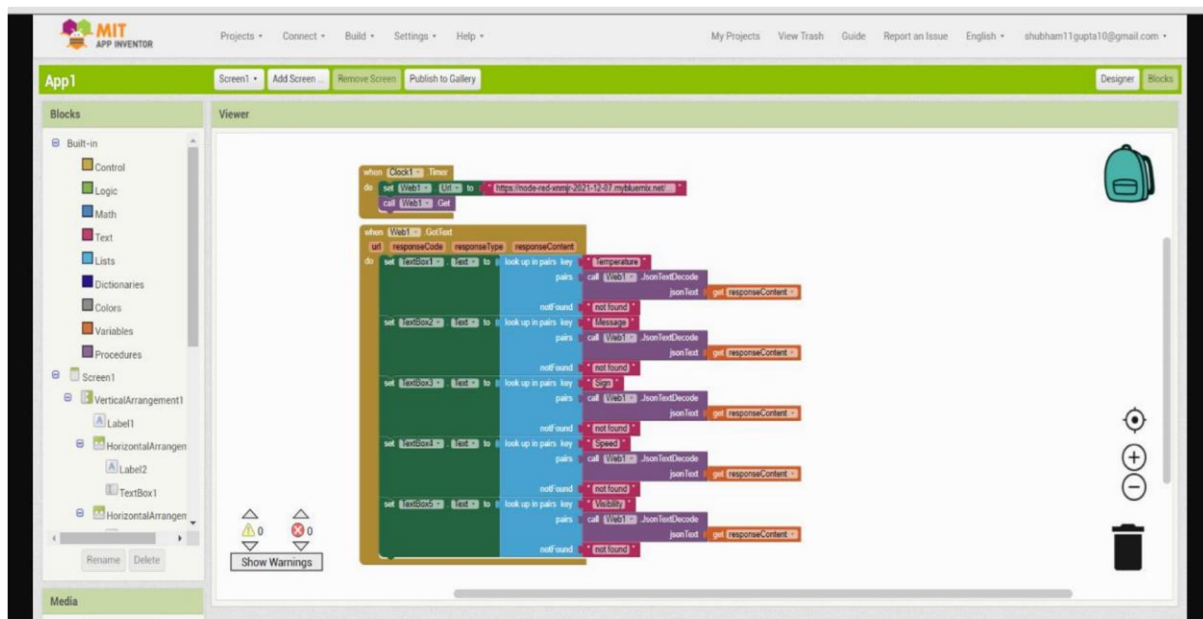 MIT
APP INVENTOR
Projects Connect Build Settings Help My Projects View Trash Guide Report an Issue English shubham11gupta10@gmail.com
App1 Screen1 Add Screen ... Remove Screen Publish to Gallery Designer Blocks
Blocks Viewer
Built-in
Control
Logic
Math
Text
Lists
Dictionaries
Colors
Variables
Procedures
Screen1
VerticalArrangement1
Label1
HorizontalArrangen
Label2
TextBox1
HorizontalArrangen
Rename Delete
Media
when Clock1 .Timer
do set Web1 . Url to " https://node-red-xnmjr-2021-12-07.mybluemix.net/ "
call Web1 .Get
when Web1 .GotText
url responseCode responseType responseContent
do set TextBox1 . Text to look up in pairs key " Temperature "
pairs call Web1 .JsonTextDecode
jsonText get responseContent
notFound " not found "
set TextBox2 . Text to look up in pairs key " Message "
pairs call Web1 .JsonTextDecode
jsonText get responseContent
notFound " not found "
set TextBox3 . Text to look up in pairs key " Sign "
pairs call Web1 .JsonTextDecode
jsonText get responseContent
notFound " not found "
set TextBox4 . Text to look up in pairs key " Speed "
pairs call Web1 .JsonTextDecode
jsonText get responseContent
notFound " not found "
set TextBox5 . Text to look up in pairs key " Visibility "
pairs call Web1 .JsonTextDecode
jsonText get responseContent
notFound " not found "
0 0
Show Warnings